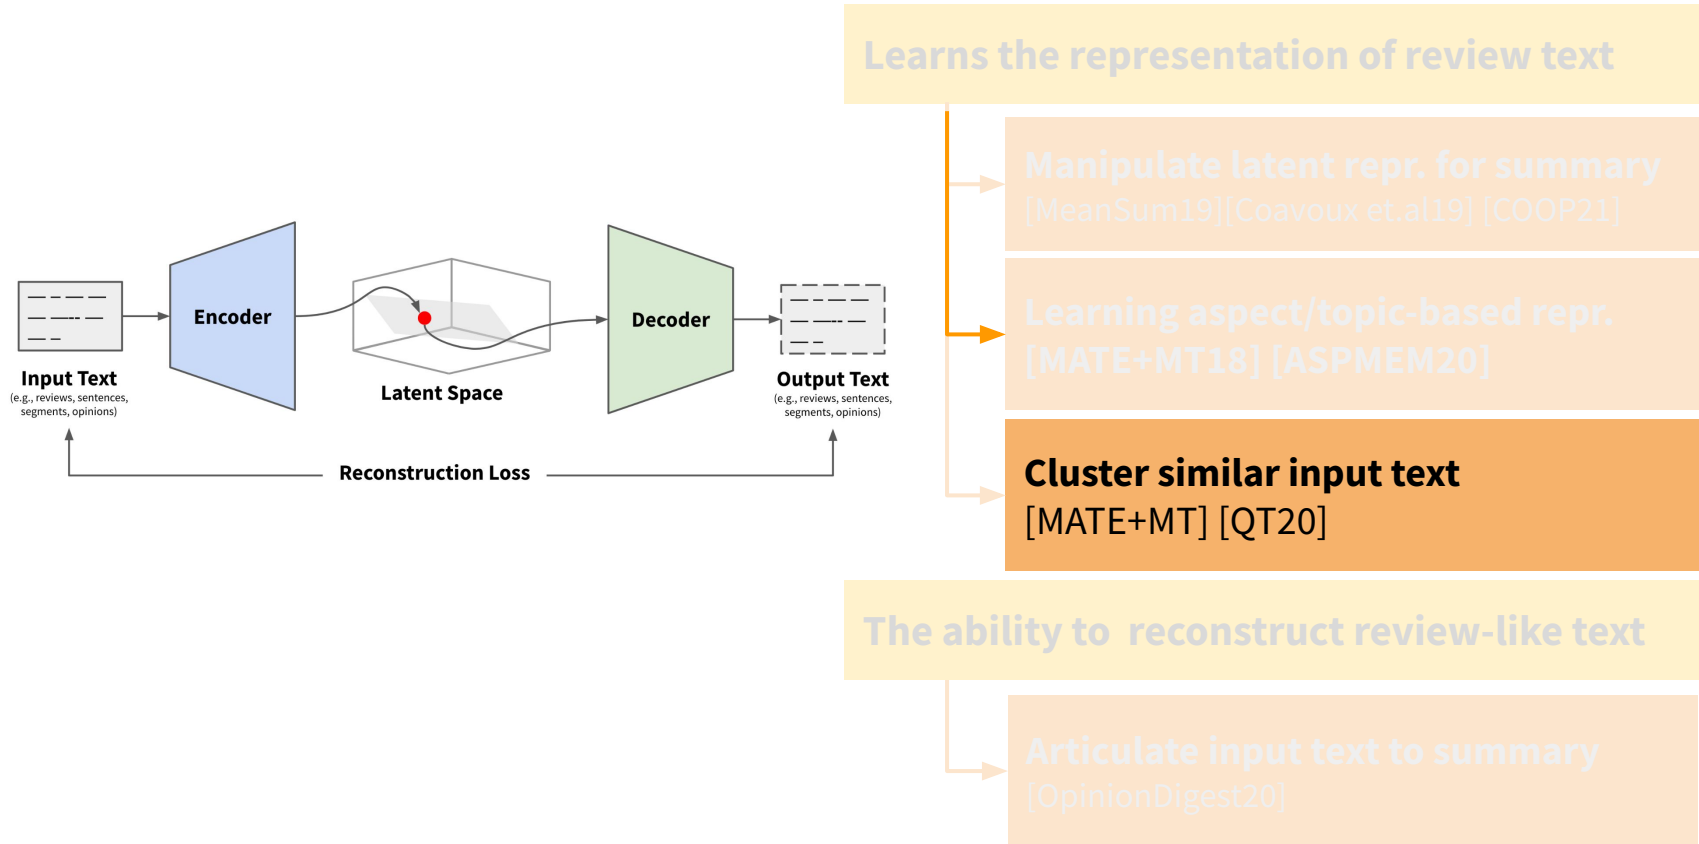 Input Text
(e.g., reviews, sentences,
segments, opinions)
Encoder
Latent Space
Decoder
Output Text
(e.g., reviews, sentences,
segments, opinions)
Reconstruction Loss
Learns the representation of review text
Manipulate latent repr. for summary
[MeanSum19][Coavoux et.al19] [COOP21]
Learning aspect/topic-based repr.
[MATE+MT18] [ASPMEM20]
Cluster similar input text
[MATE+MT] [QT20]
The ability to  reconstruct review-like text
Articulate input text to summary
[OpinionDigest20]